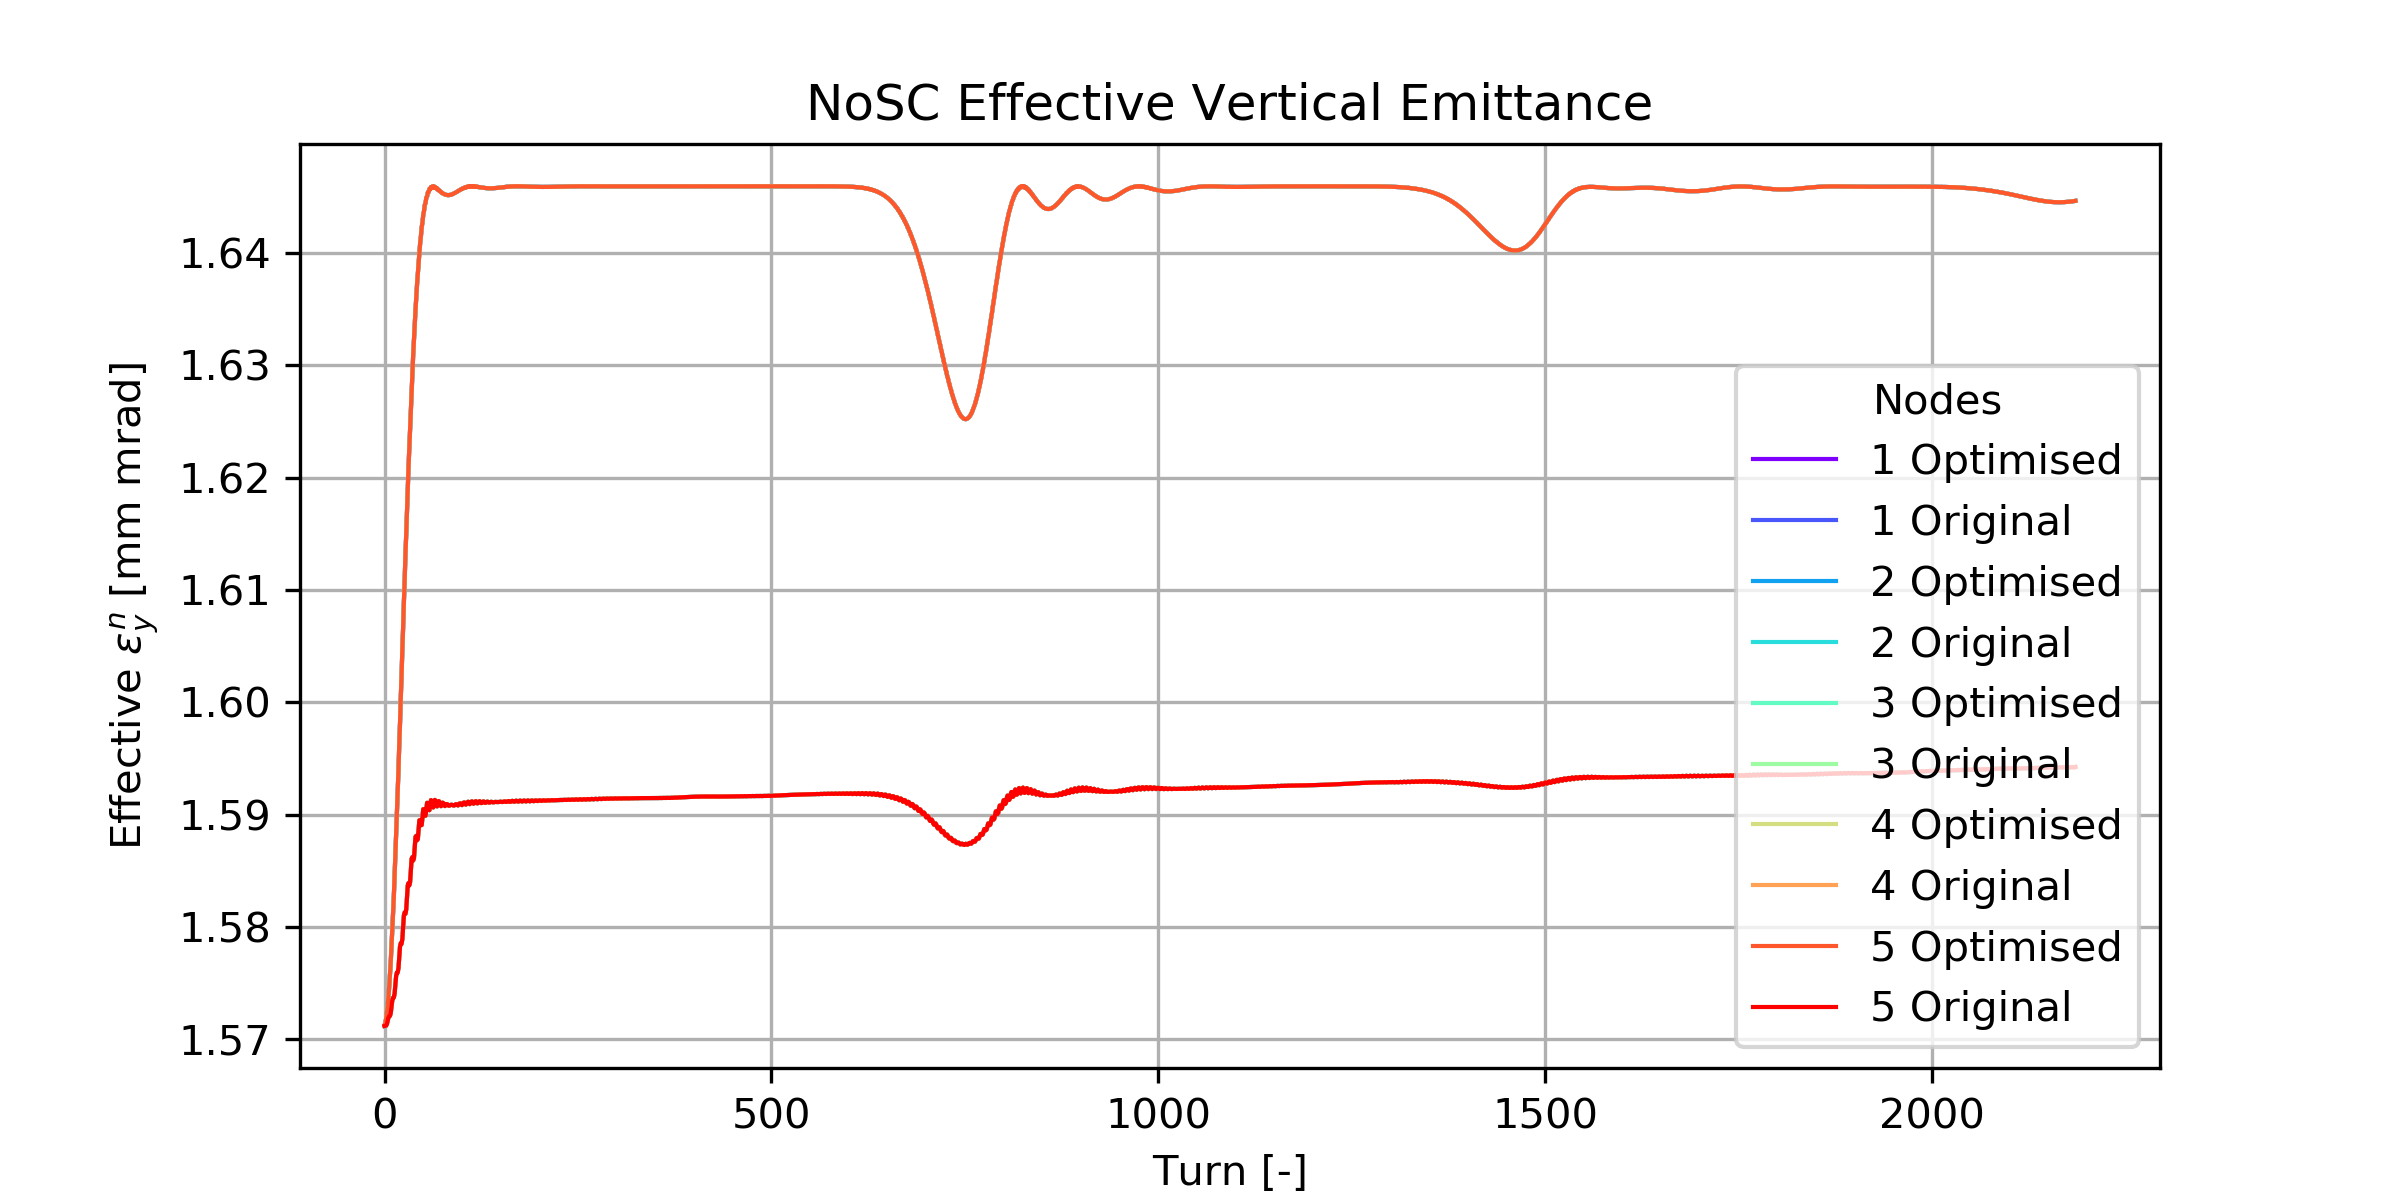 NoSC Effective Vertical Emittance
Effective εⁿᵧ [mm mrad]
1.64
1.63
1.62
1.61
1.60
1.59
1.58
1.57
0 500 1000 1500 2000
Turn [-]
Nodes
1 Optimised
1 Original
2 Optimised
2 Original
3 Optimised
3 Original
4 Optimised
4 Original
5 Optimised
5 Original